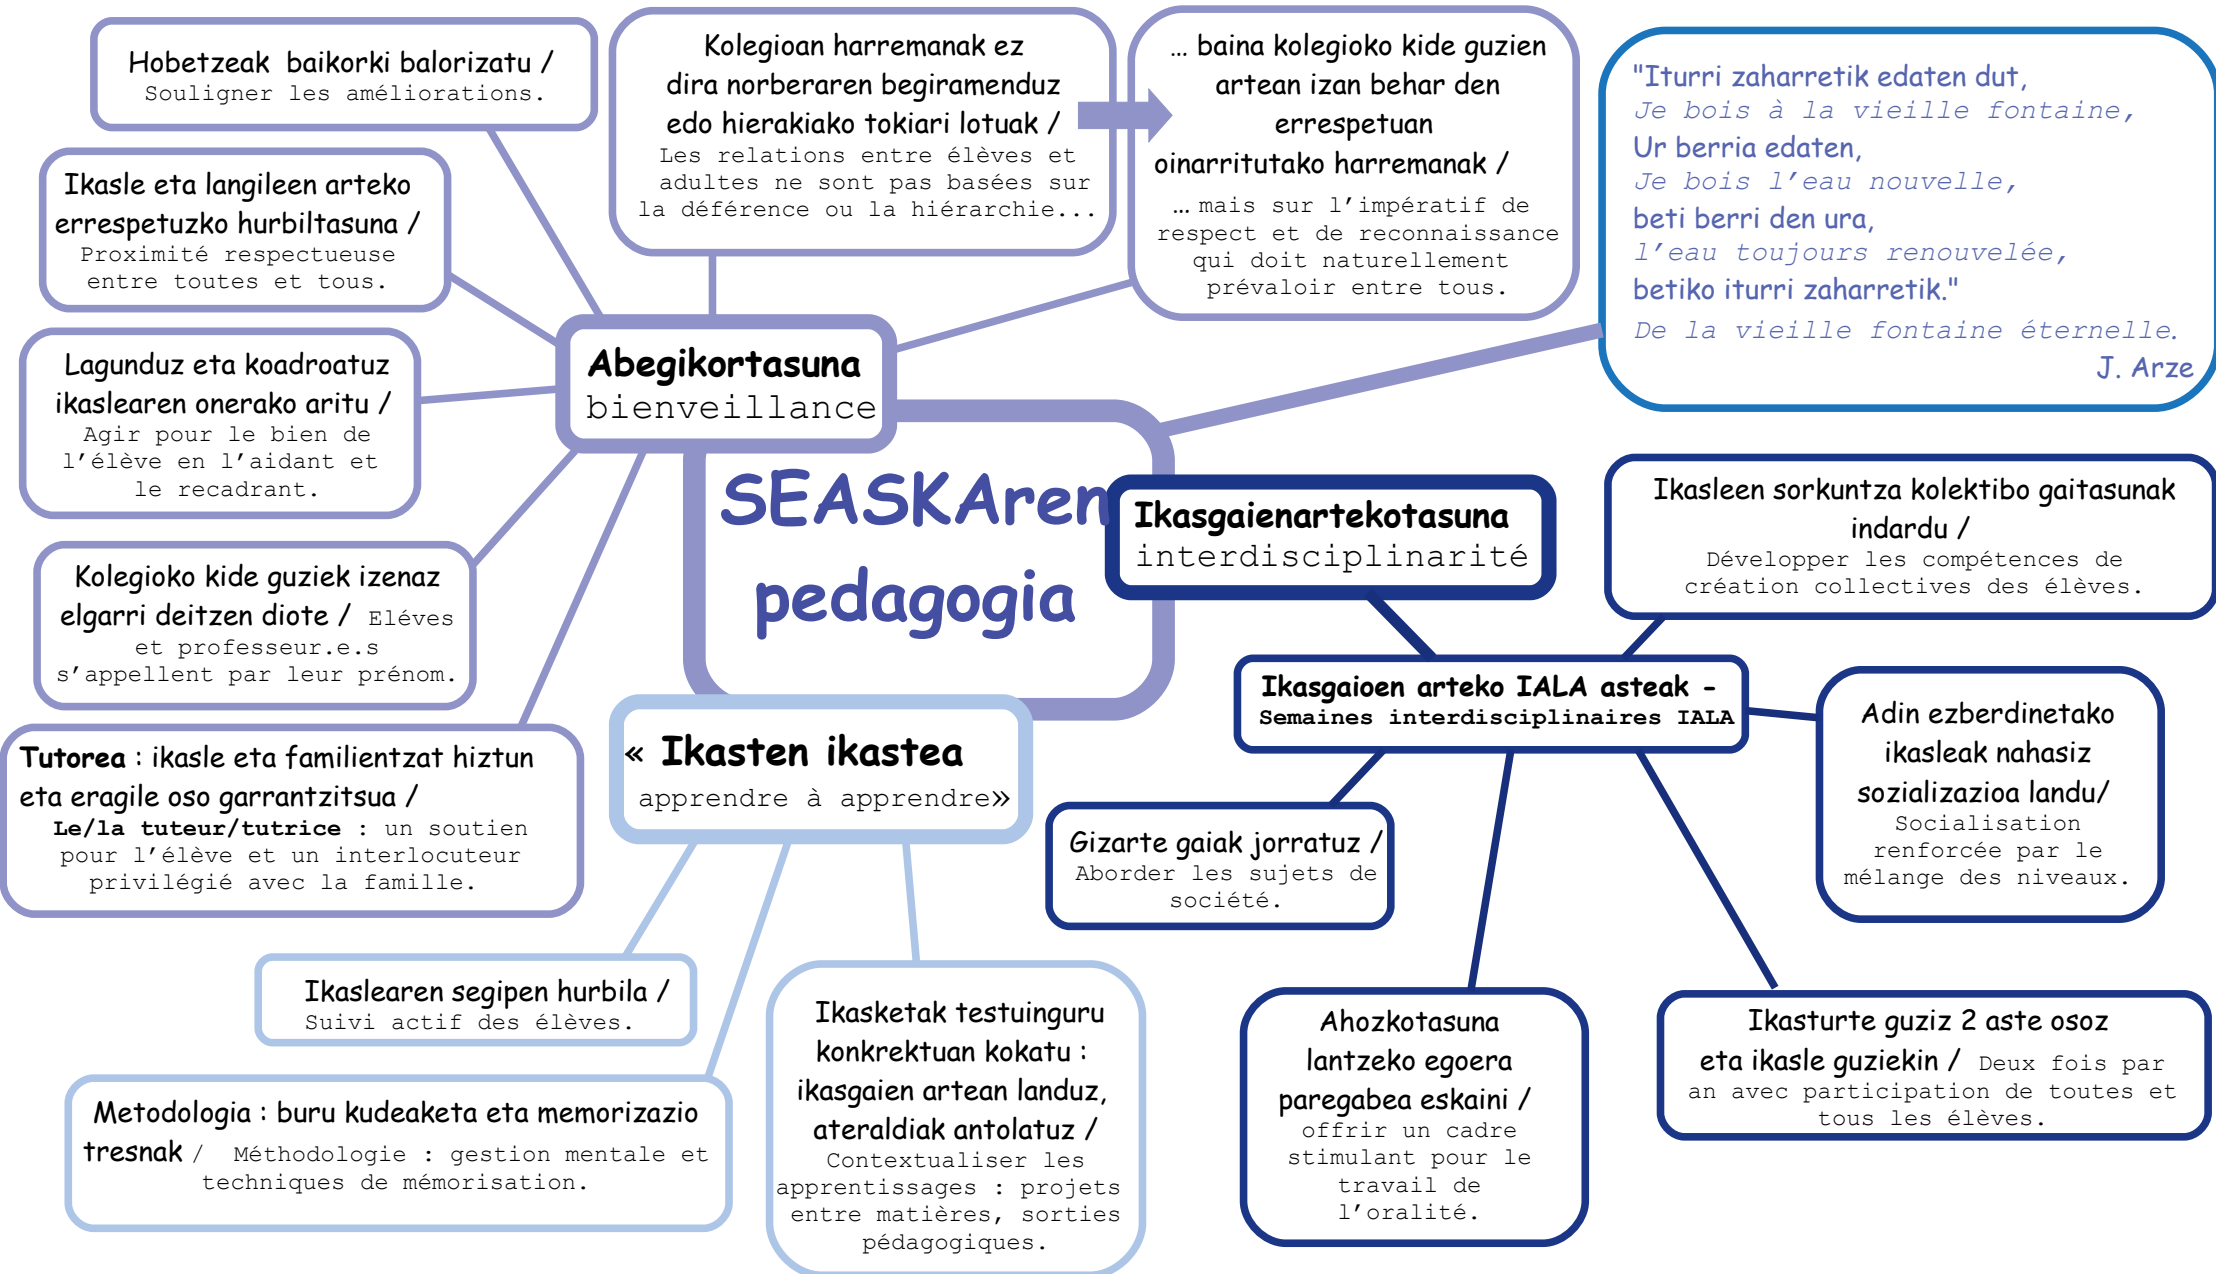 Hobetzeak baikorki balorizatu /
Souligner les améliorations.
Kolegioan harremanak ez
dira norberaren begiramenduz
edo hierakiako tokiari lotuak /
Les relations entre élèves et
adultes ne sont pas basées sur
la déférence ou la hiérarchie...
... baina kolegioko kide guzien
artean izan behar den
errespetuan
oinarritutako harremanak /
... mais sur l’impératif de
respect et de reconnaissance
qui doit naturellement
prévaloir entre tous.
"Iturri zaharretik edaten dut,
Je bois à la vieille fontaine,
Ur berria edaten,
Je bois l’eau nouvelle,
beti berri den ura,
l’eau toujours renouvelée,
betiko iturri zaharretik."
De la vieille fontaine éternelle.
J. Arze
Ikasle eta langileen arteko
errespetuzko hurbiltasuna /
Proximité respectueuse
entre toutes et tous.
Lagunduz eta koadroatuz
ikaslearen onerako aritu /
Agir pour le bien de
l’élève en l’aidant et
le recadrant.
Abegikortasuna
bienveillance
Kolegioko kide guziek izenaz
elgarri deitzen diote / Eléves
et professeur.e.s
s’appellent par leur prénom.
Tutorea : ikasle eta familientzat hiztun
eta eragile oso garrantzitsua /
Le/la tuteur/tutrice : un soutien
pour l’élève et un interlocuteur
privilégié avec la famille.
SEASKAren
pedagogia
Ikasgaienartekotasuna
interdisciplinarité
Ikasleen sorkuntza kolektibo gaitasunak
indardu /
Développer les compétences de
création collectives des élèves.
Ikasgaioen arteko IALA asteak -
Semaines interdisciplinaires IALA
Adin ezberdinetako
ikasleak nahasiz
sozializazioa landu/
Socialisation
renforcée par le
mélange des niveaux.
Gizarte gaiak jorratuz /
Aborder les sujets de
société.
Ahozkotasuna
lantzeko egoera
paregabea eskaini /
offrir un cadre
stimulant pour le
travail de
l’oralité.
Ikasturte guziz 2 aste osoz
eta ikasle guziekin / Deux fois par
an avec participation de toutes et
tous les élèves.
« Ikasten ikastea
apprendre à apprendre»
Ikaslearen segipen hurbila /
Suivi actif des élèves.
Metodologia : buru kudeaketa eta memorizazio
tresnak / Méthodologie : gestion mentale et
techniques de mémorisation.
Ikasketak testuinguru
konkrektuan kokatu :
ikasgaien artean landuz,
ateraldiak antolatuz /
Contextualiser les
apprentissages : projets
entre matières, sorties
pédagogiques.